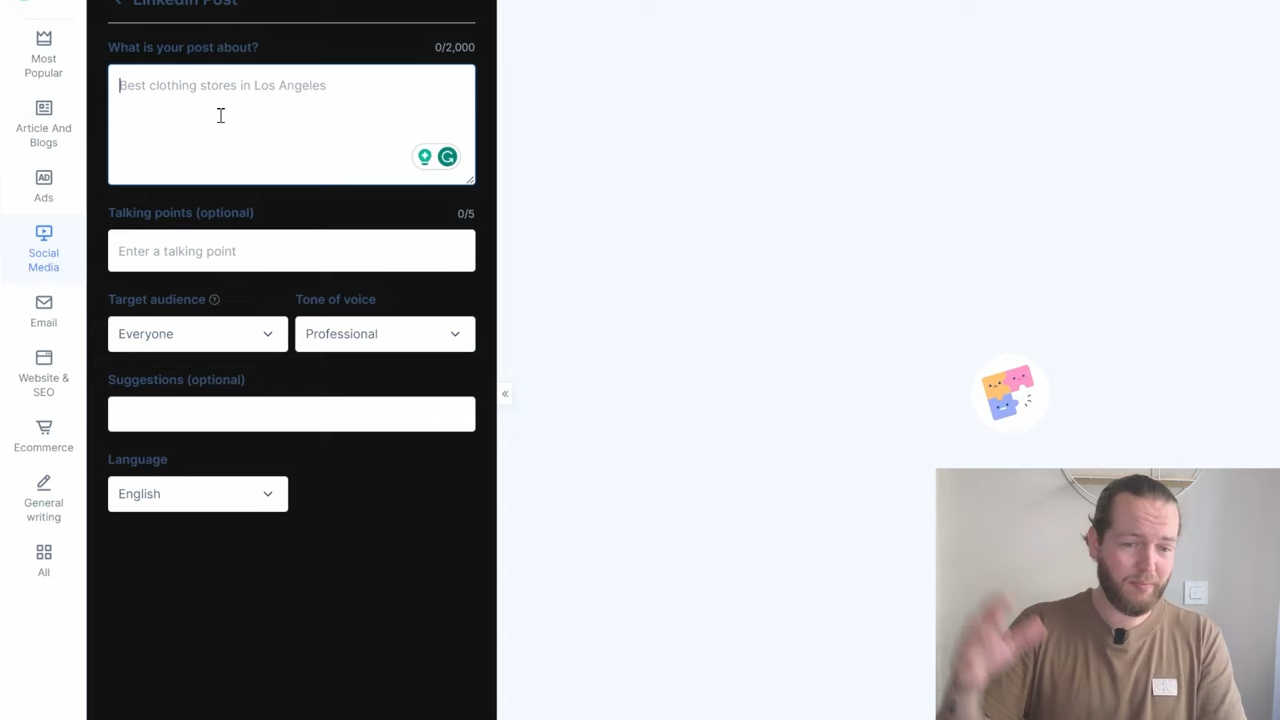 LinkedIn Post
Most
Popular
Article And
Blogs
AD
Ads
Social
Media
Email
Website &
SEO
Ecommerce
General
writing
All
What is your post about?
0/2,000
Best clothing stores in Los Angeles
Talking points (optional)
0/5
Enter a talking point
Target audience
Tone of voice
Everyone
Professional
Suggestions (optional)
Language
English